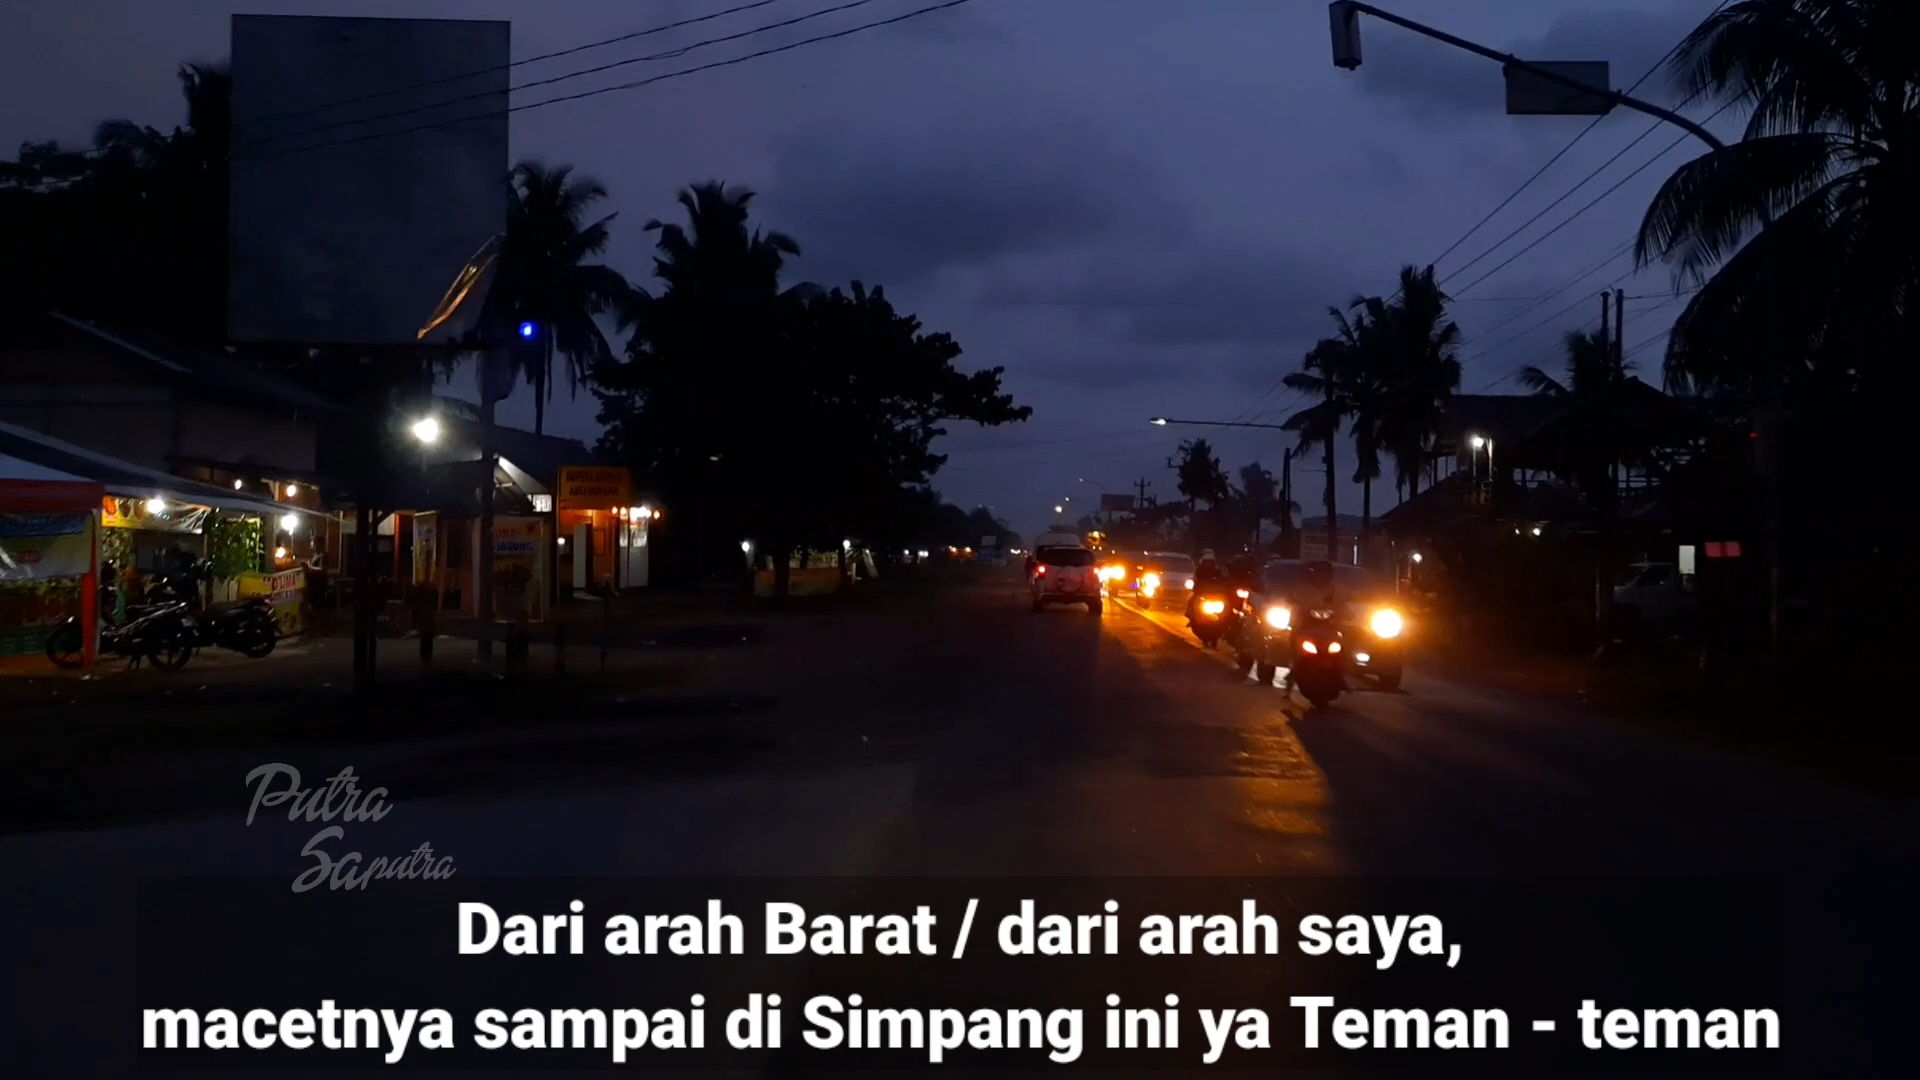 Putra
Saputra
Dari arah Barat / dari arah saya,
macetnya sampai di Simpang ini ya Teman - teman